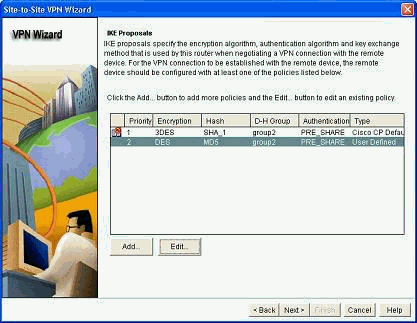 Site-to-Site VPN Wizard
VPN Wizard
IKE Proposals
IKE proposals specify the encryption algorithm, authentication algorithm and key exchange
method that is used by this router when negotiating a VPN connection with the remote
device. For the VPN connection to be established with the remote device, the remote
device should be configured with at least one of the policies listed below.
Click the Add... button to add more policies and the Edit... button to edit an existing policy.
Priority Encryption Hash D-H Group Authentication Type
1 3DES SHA_1 group2 PRE_SHARE Cisco CP Defau
2 DES MD5 group2 PRE_SHARE User Defined
Add... Edit...
< Back Next > Finish Cancel Help